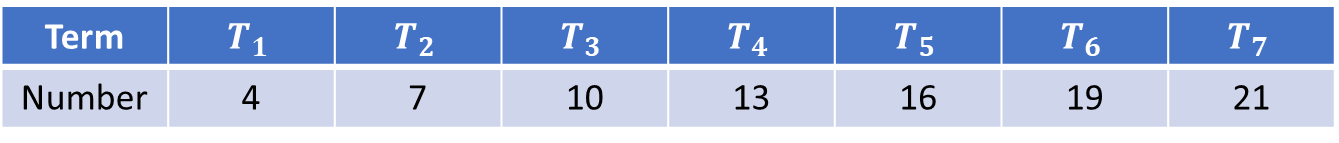 Term T1 T2 T3 T4 T5 T6 T7
Number 4 7 10 13 16 19 21